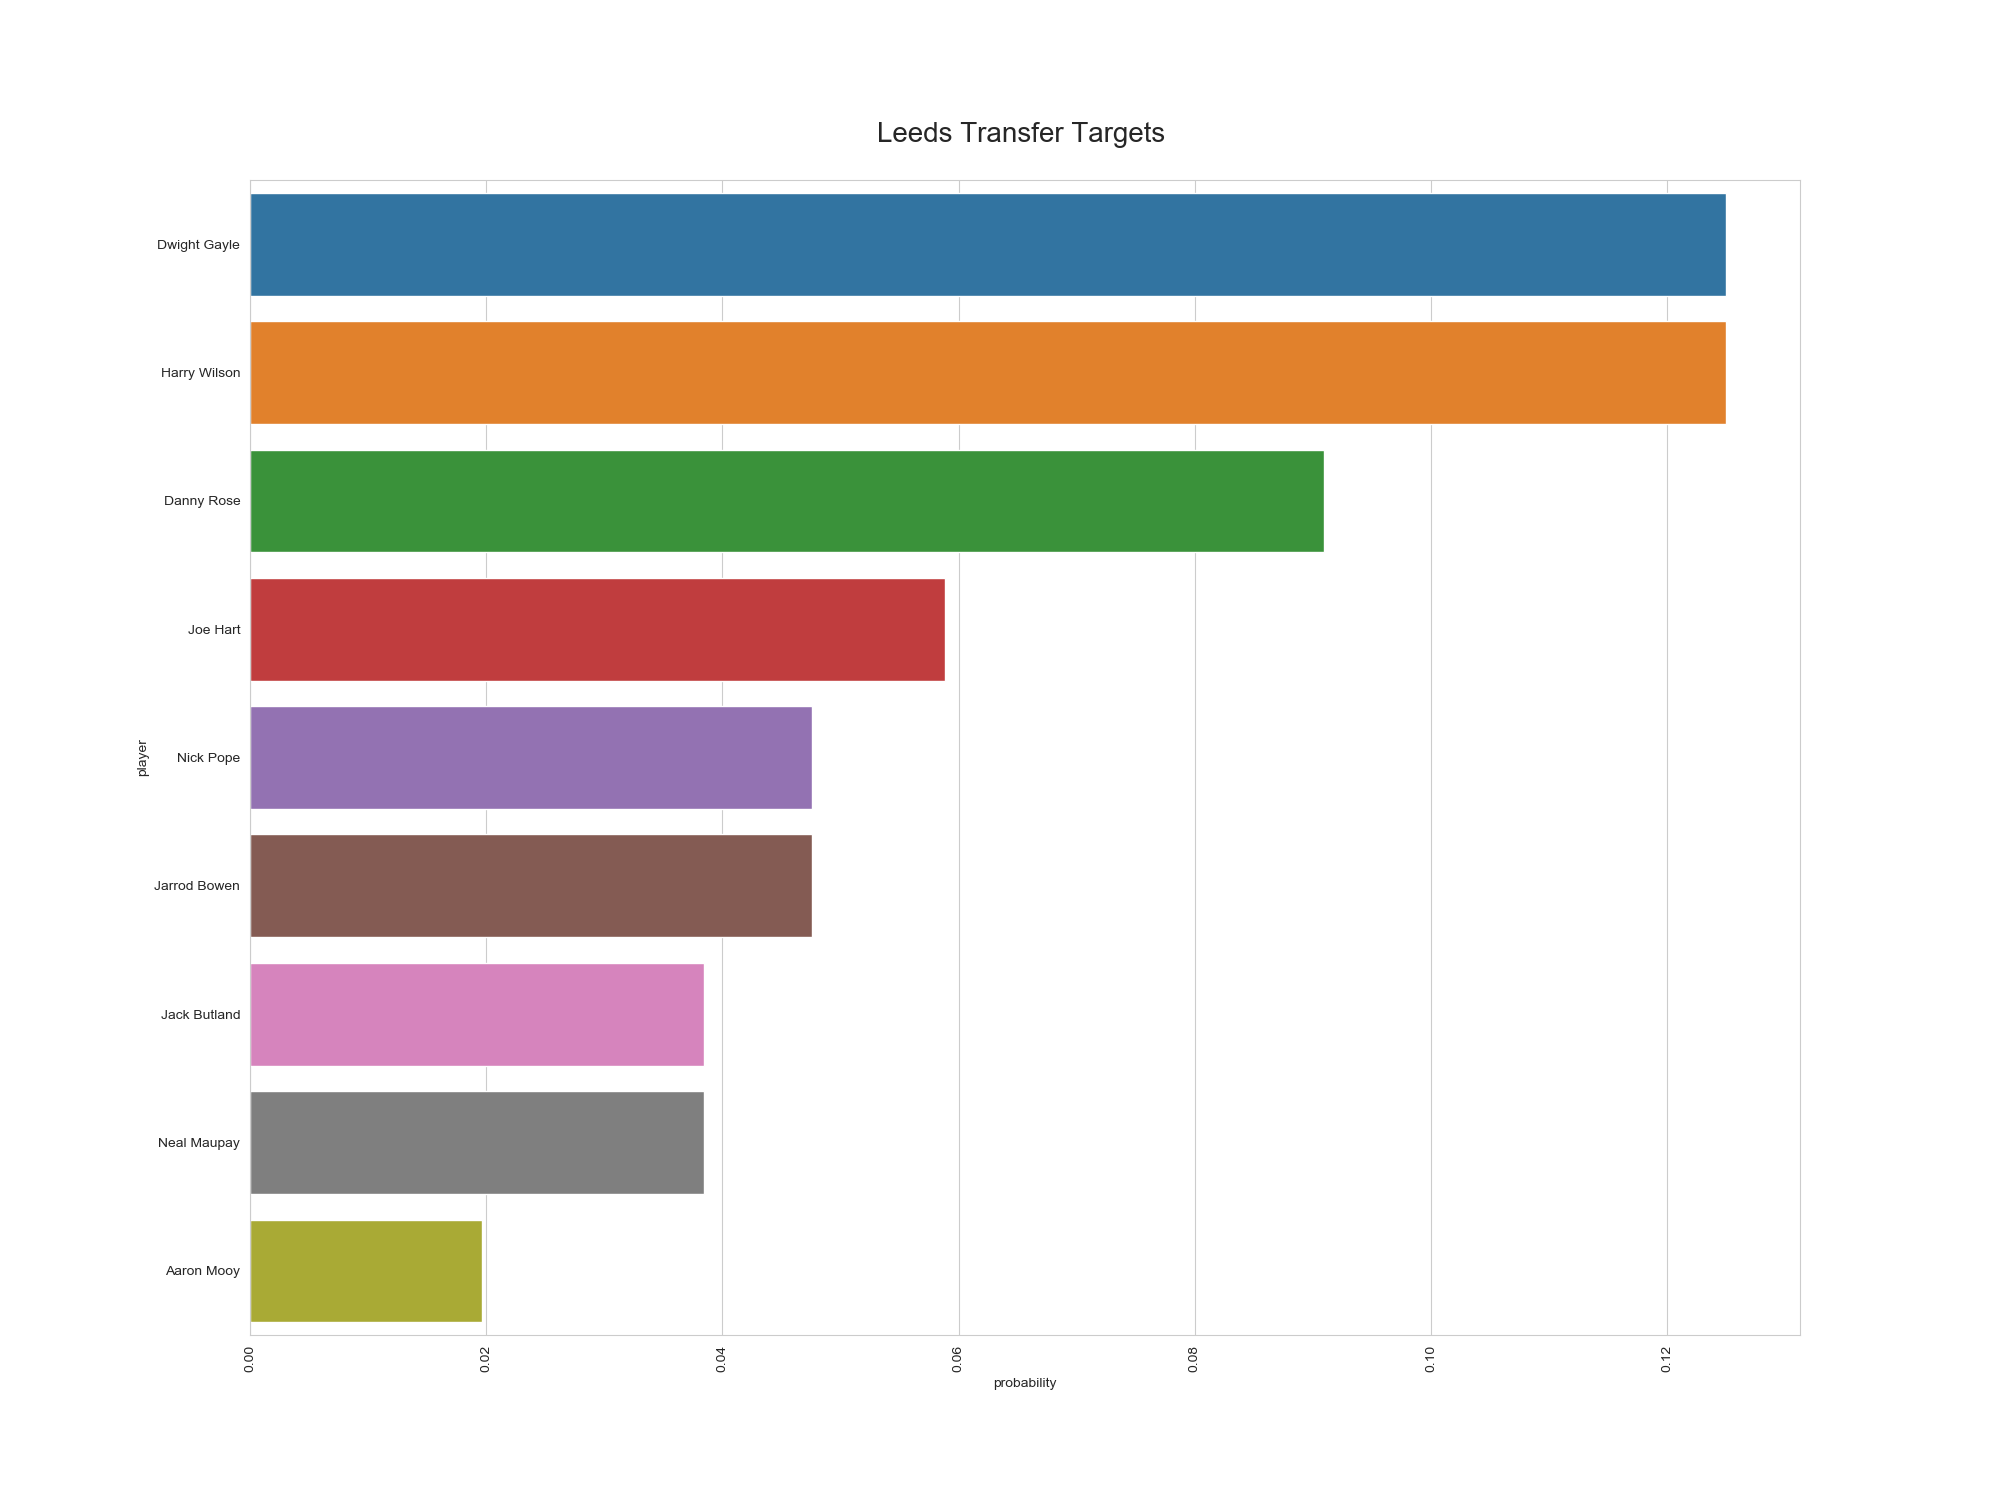 Leeds Transfer Targets
Dwight Gayle
Harry Wilson
Danny Rose
Joe Hart
Nick Pope
Jarrod Bowen
Jack Butland
Neal Maupay
Aaron Mooy
player
0.00
0.02
0.04
0.06
0.08
0.10
0.12
probability